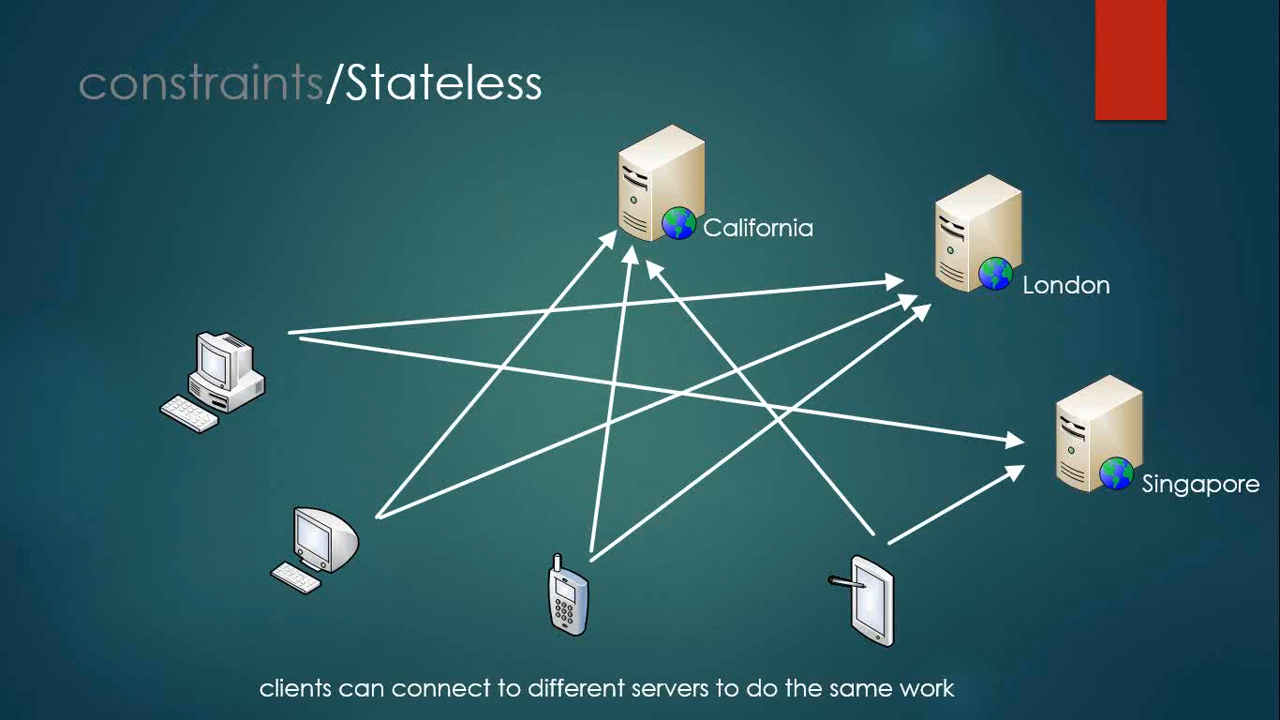 constraints/Stateless
California
London
Singapore
clients can connect to different servers to do the same work